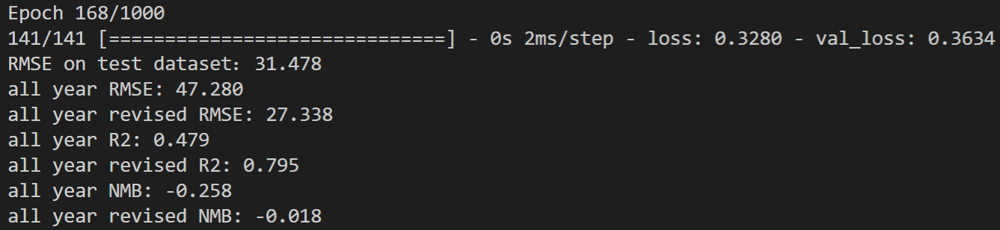 Epoch 168/1000
141/141 [==============================] - 0s 2ms/step - loss: 0.3280 - val_loss: 0.3634
RMSE on test dataset: 31.478
all year RMSE: 47.280
all year revised RMSE: 27.338
all year R2: 0.479
all year revised R2: 0.795
all year NMB: -0.258
all year revised NMB: -0.018